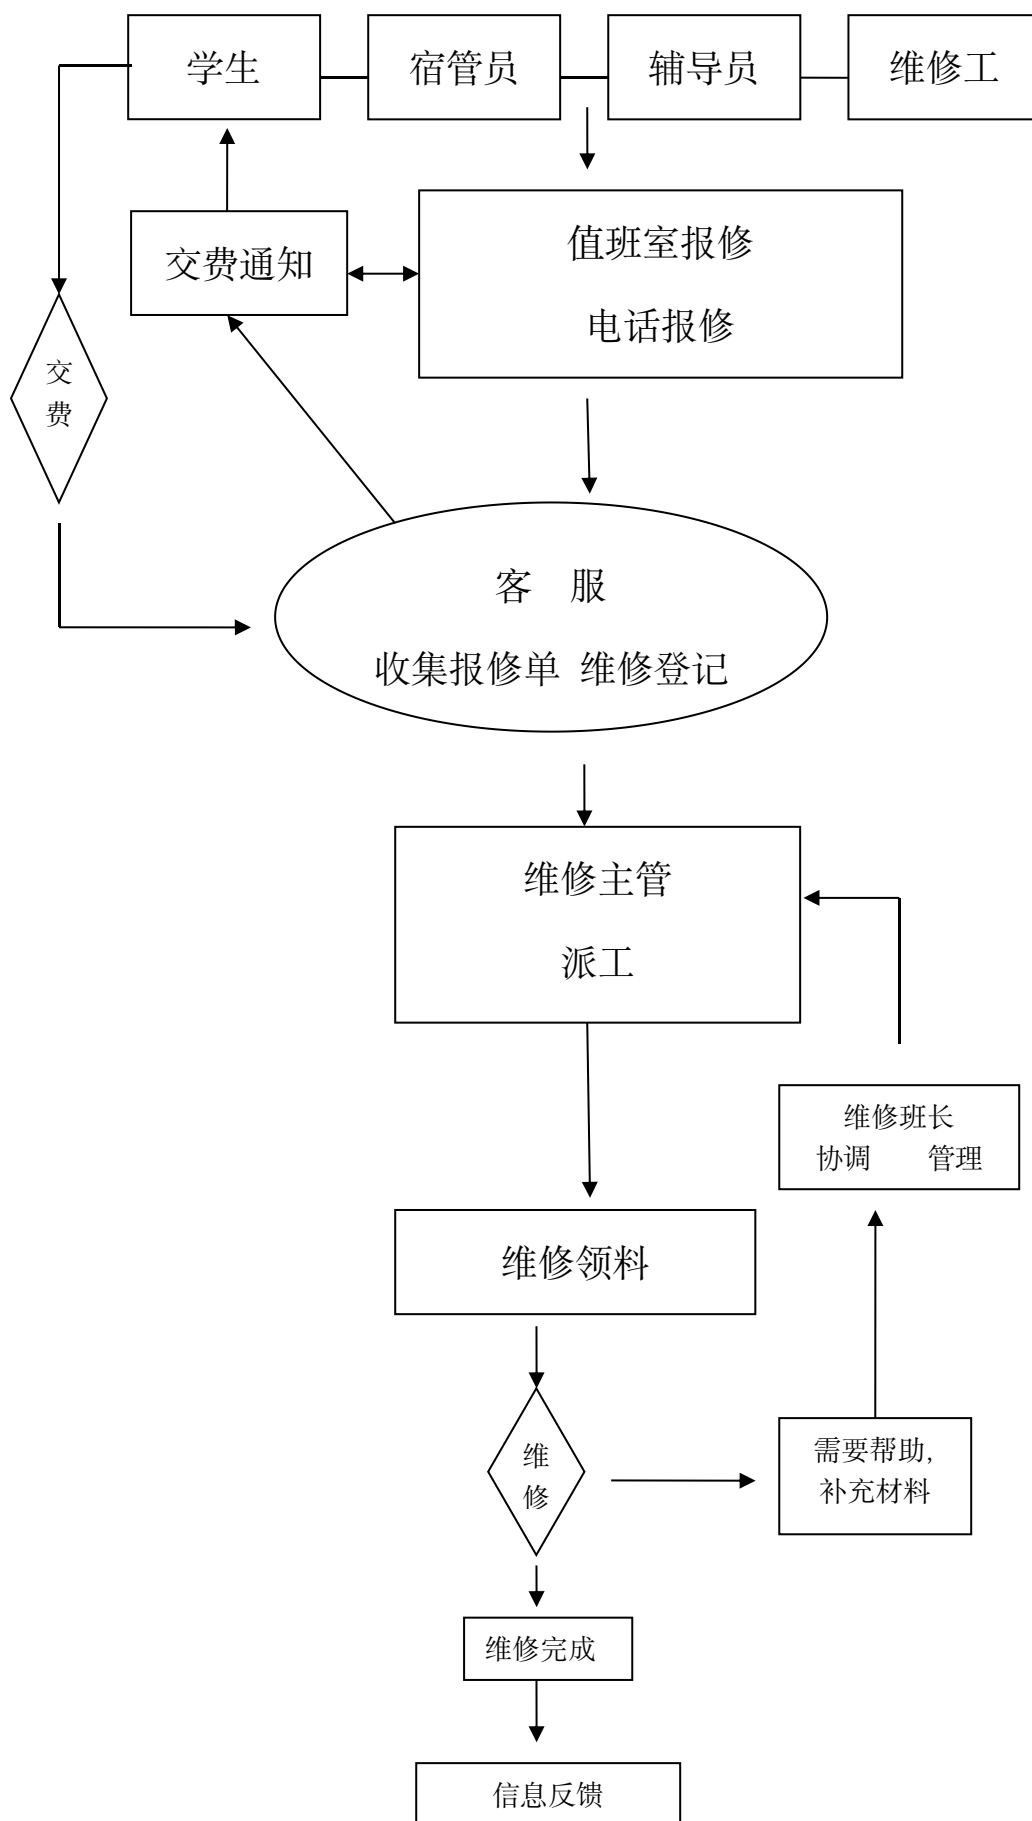 学生
宿管员
辅导员
维修工
交费通知
值班室报修
电话报修
交
费
客 服
收集报修单 维修登记
维修主管
派工
维修班长
协调 管理
维修领料
维
修
需要帮助,
补充材料
维修完成
信息反馈